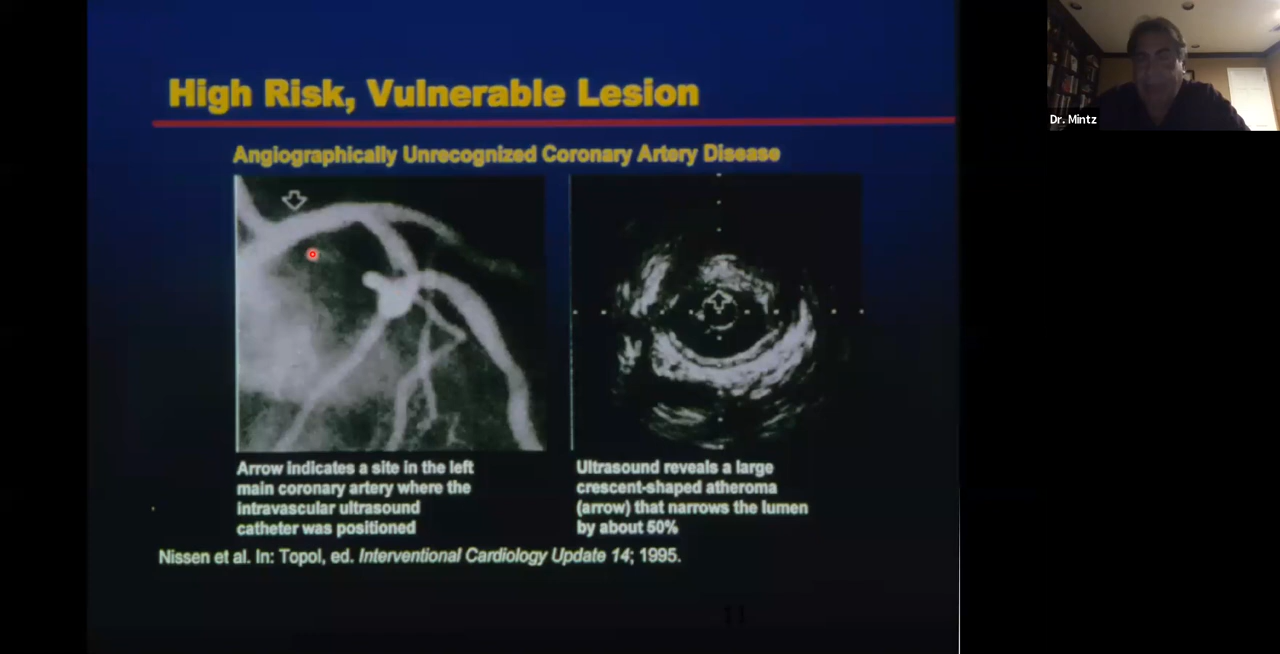 High Risk, Vulnerable Lesion
Angiographically Unrecognized Coronary Artery Disease
Arrow indicates a site in the left
main coronary artery where the
intravascular ultrasound
catheter was positioned
Ultrasound reveals a large
crescent-shaped atheroma
(arrow) that narrows the lumen
by about 50%
Nissen et al. In: Topol, ed. Interventional Cardiology Update 14; 1995.
11
Dr. Mintz